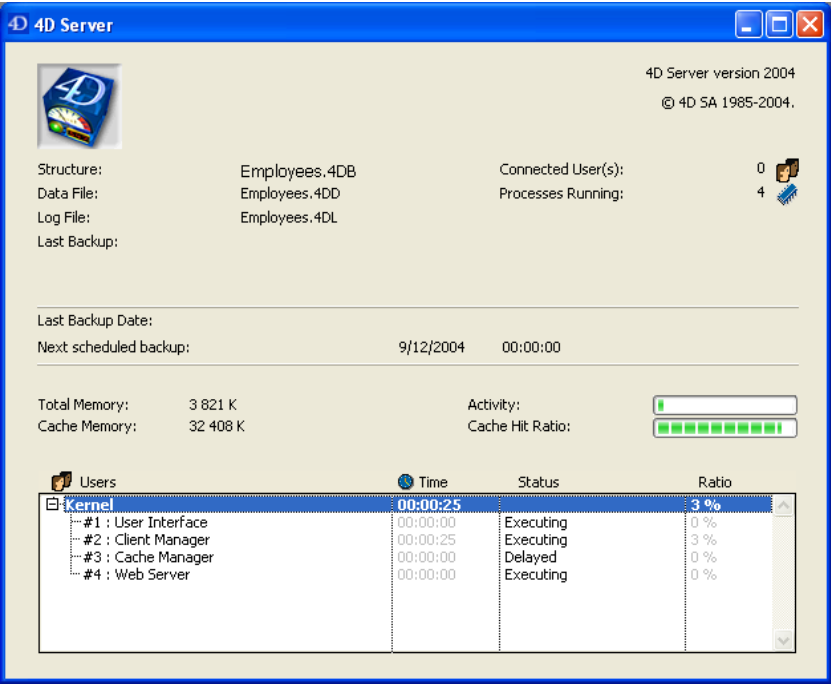 4D 4D Server
4D
4D Server version 2004
© 4D SA 1985-2004.
Structure: Employees.4DB Connected User(s): 0
Data File: Employees.4DD Processes Running: 4
Log File: Employees.4DL
Last Backup:
Last Backup Date:
Next scheduled backup: 9/12/2004 00:00:00
Total Memory: 3 821 K Activity:
Cache Memory: 32 408 K Cache Hit Ratio:
Users Time Status Ratio
Kernel 00:00:25 3 %
#1 : User Interface 00:00:00 Executing 0 %
#2 : Client Manager 00:00:25 Executing 3 %
#3 : Cache Manager 00:00:00 Delayed 0 %
#4 : Web Server 00:00:00 Executing 0 %